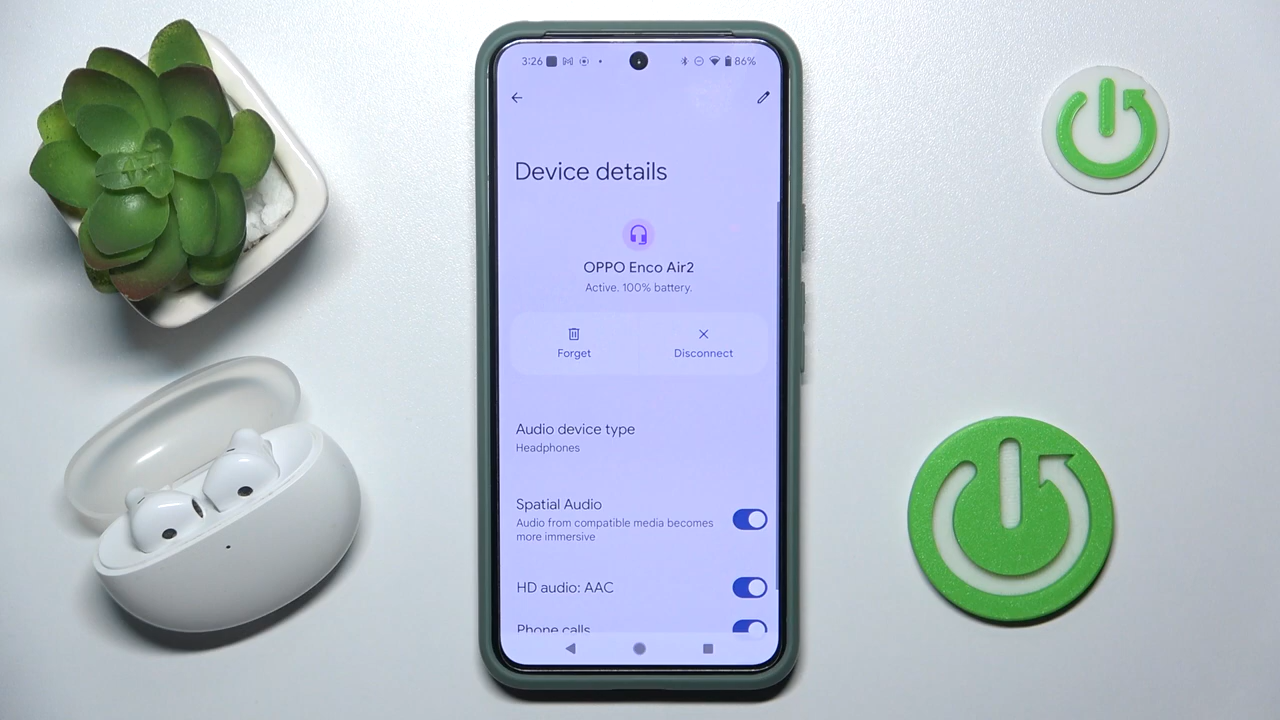 3:26 86%
Device details
OPPO Enco Air2
Active. 100% battery.
Forget Disconnect
Audio device type
Headphones
Spatial Audio
Audio from compatible media becomes
more immersive
HD audio: AAC
Phone calls